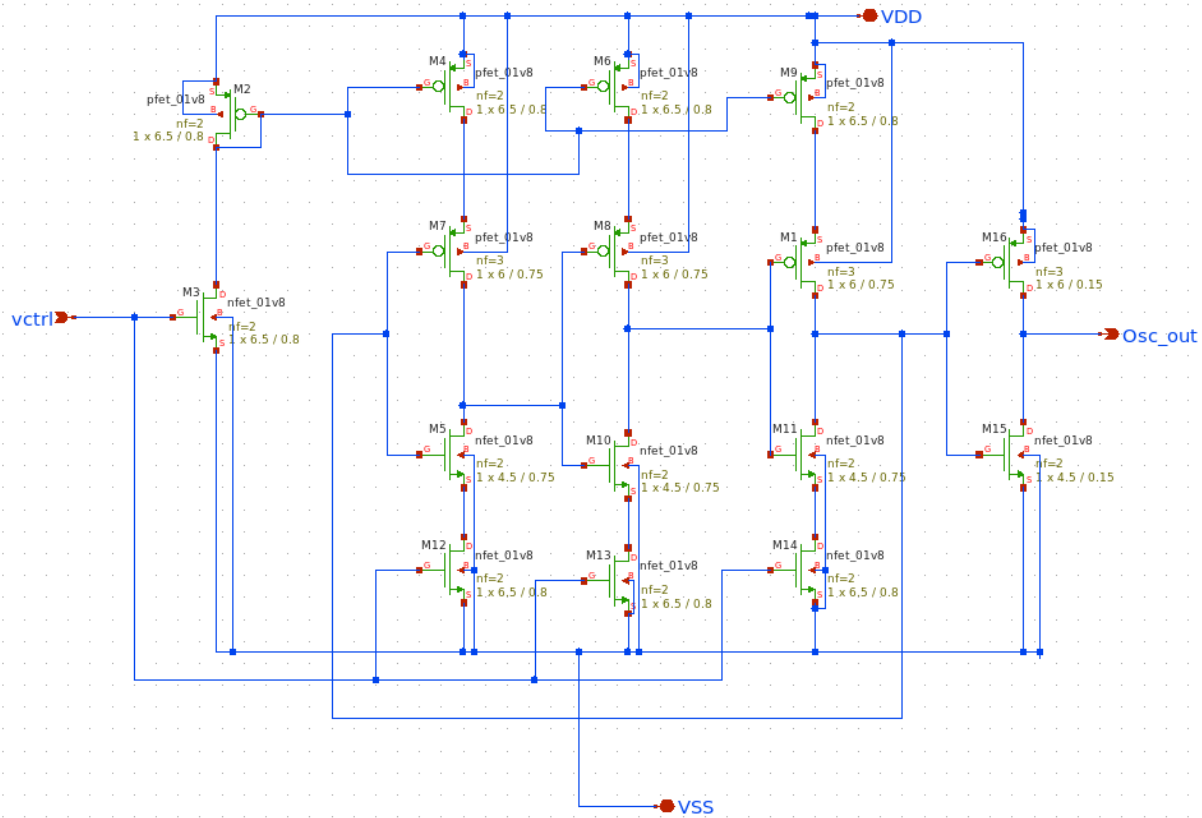 VDD
M2
pfet_01v8
nf=2
1 x 6.5 / 0.8
S
B
G
D
M4
pfet_01v8
nf=2
1 x 6.5 / 0.8
G
S
B
D
M6
pfet_01v8
nf=2
1 x 6.5 / 0.8
G
S
B
D
M9
pfet_01v8
nf=2
1 x 6.5 / 0.8
G
S
B
D
M7
pfet_01v8
nf=3
1 x 6 / 0.75
G
S
B
D
M8
pfet_01v8
nf=3
1 x 6 / 0.75
G
S
B
D
M1
pfet_01v8
nf=3
1 x 6 / 0.75
G
S
B
D
M16
pfet_01v8
nf=3
1 x 6 / 0.15
G
S
B
D
vctrl
M3
nfet_01v8
nf=2
1 x 6.5 / 0.8
G
D
B
S
Osc_out
M5
nfet_01v8
nf=2
1 x 4.5 / 0.75
G
D
B
S
M10
nfet_01v8
nf=2
1 x 4.5 / 0.75
G
D
B
S
M11
nfet_01v8
nf=2
1 x 4.5 / 0.75
G
D
B
S
M15
nfet_01v8
nf=2
1 x 4.5 / 0.15
G
D
B
S
M12
nfet_01v8
nf=2
1 x 6.5 / 0.8
G
D
B
S
M13
nfet_01v8
nf=2
1 x 6.5 / 0.8
G
D
B
S
M14
nfet_01v8
nf=2
1 x 6.5 / 0.8
G
D
B
S
VSS